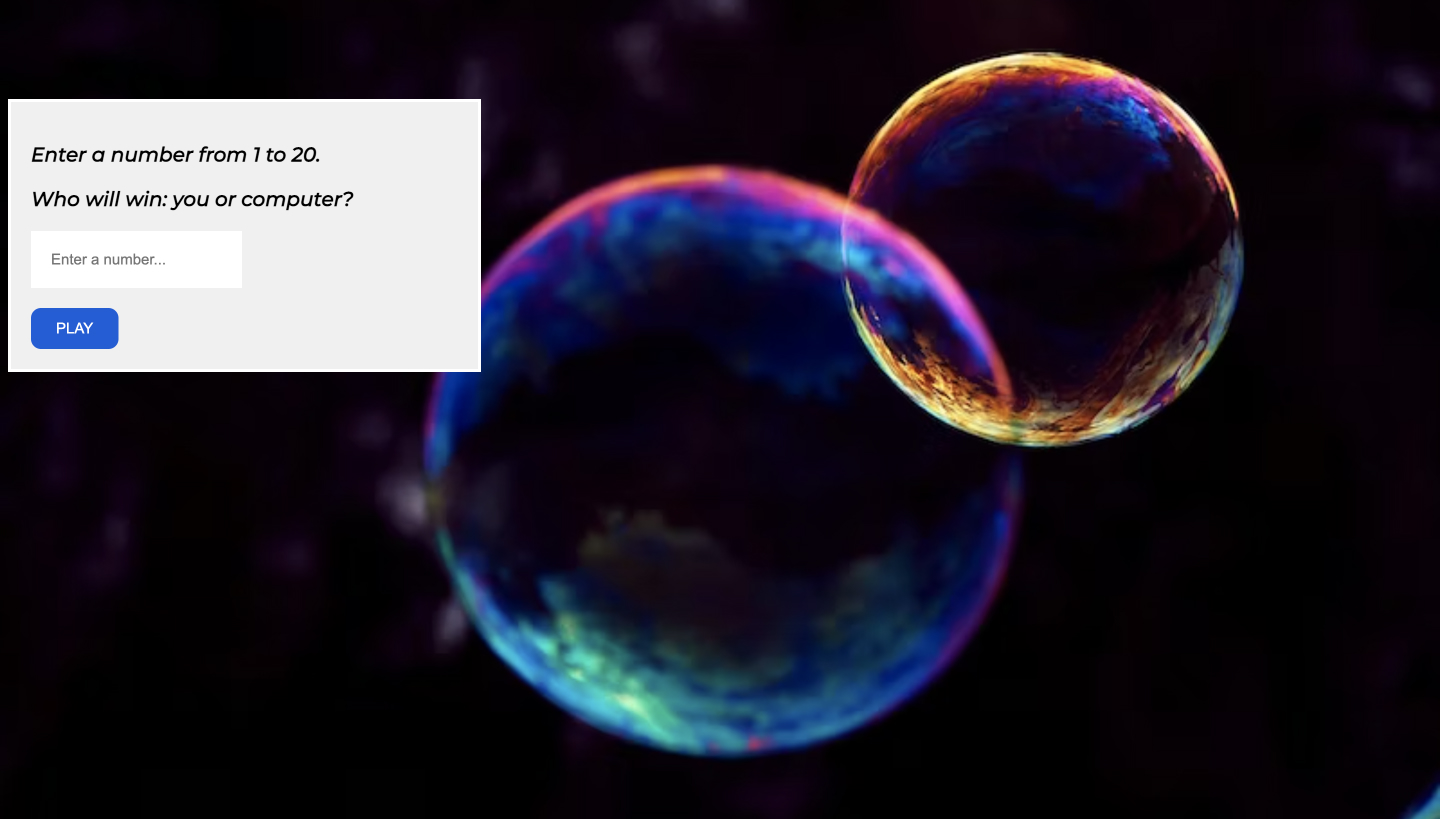 Enter a number from 1 to 20.
Who will win: you or computer?
Enter a number...
PLAY